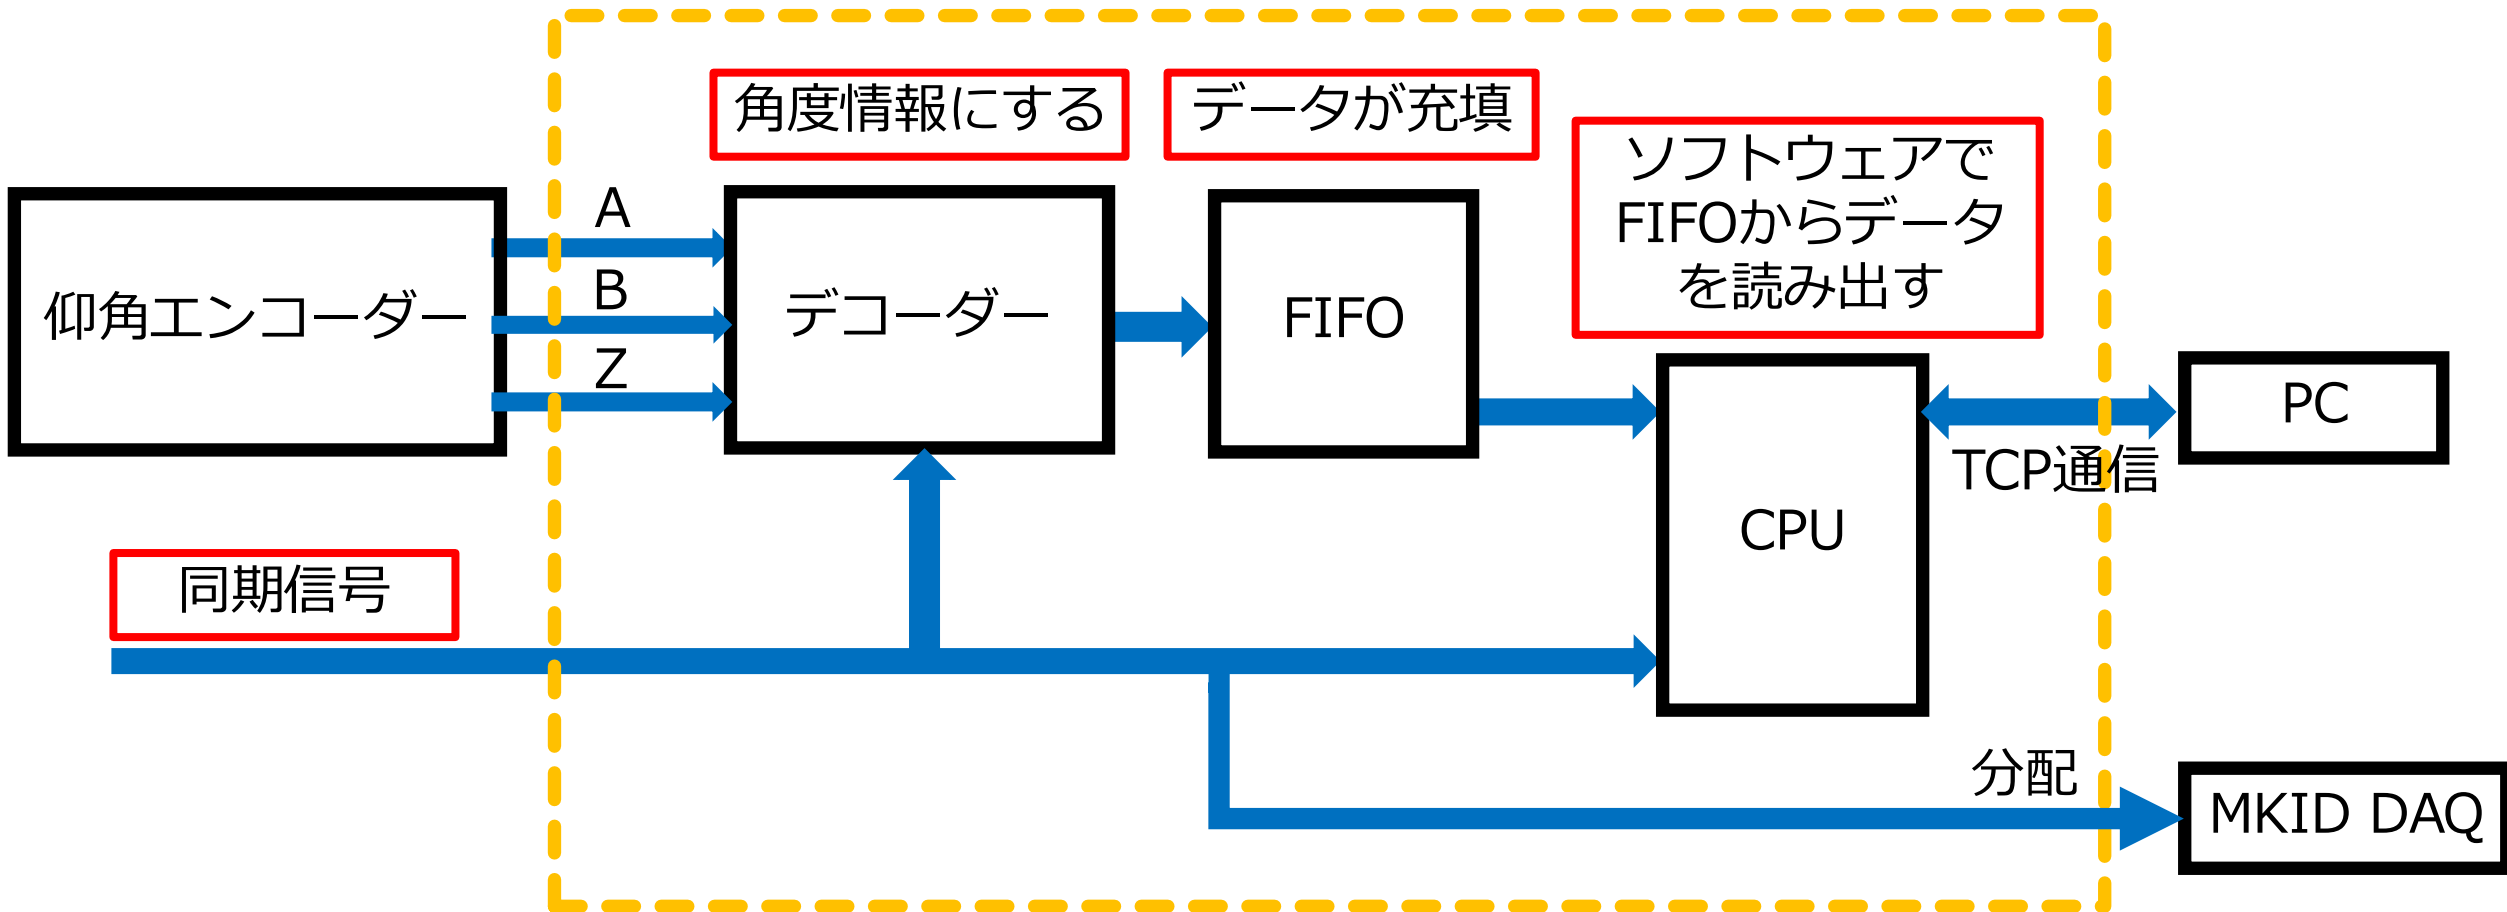 角度情報にする
データが充填
ソフトウェアで
FIFOからデータ
を読み出す
A
B
Z
仰角エンコーダー
デコーダー
FIFO
CPU
PC
TCP通信
同期信号
分配
MKID DAQ